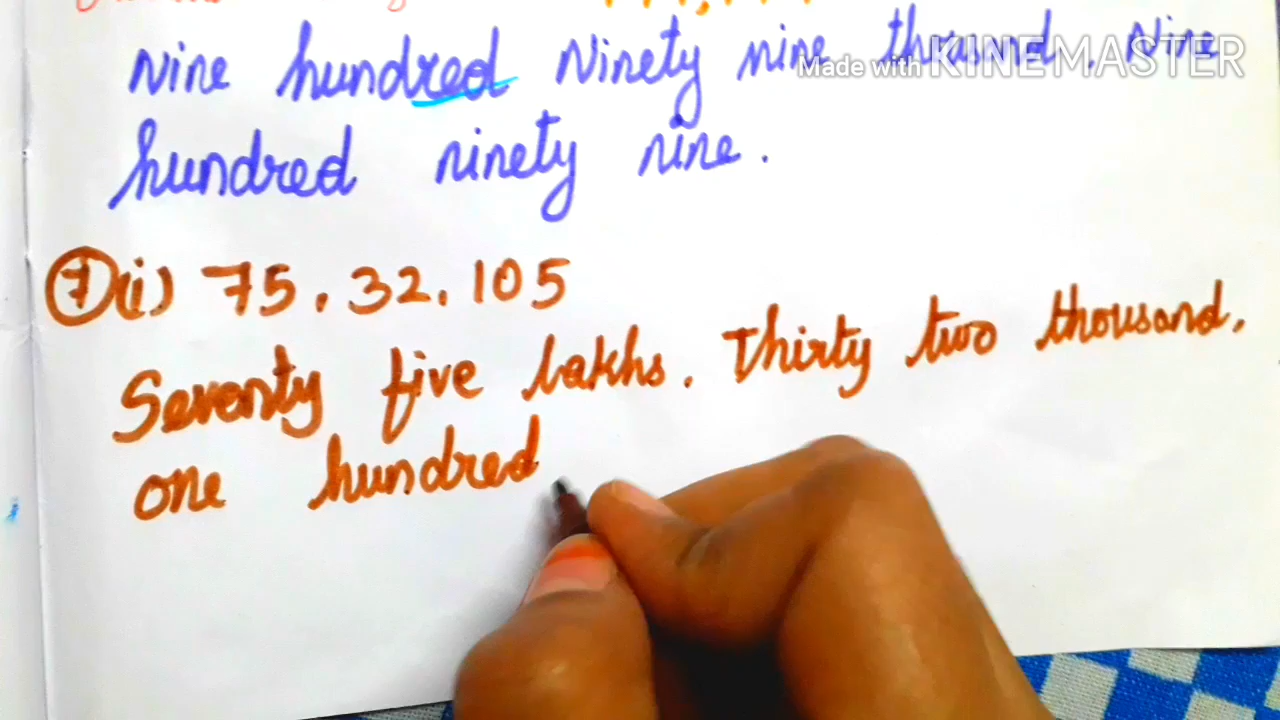 Nine hundred Ninety nine thousand. Nine
Made with KINEMASTER
hundred ninety nine.
7 (i) 75, 32, 105
Seventy five lakhs. Thirty two thousand,
one hundred